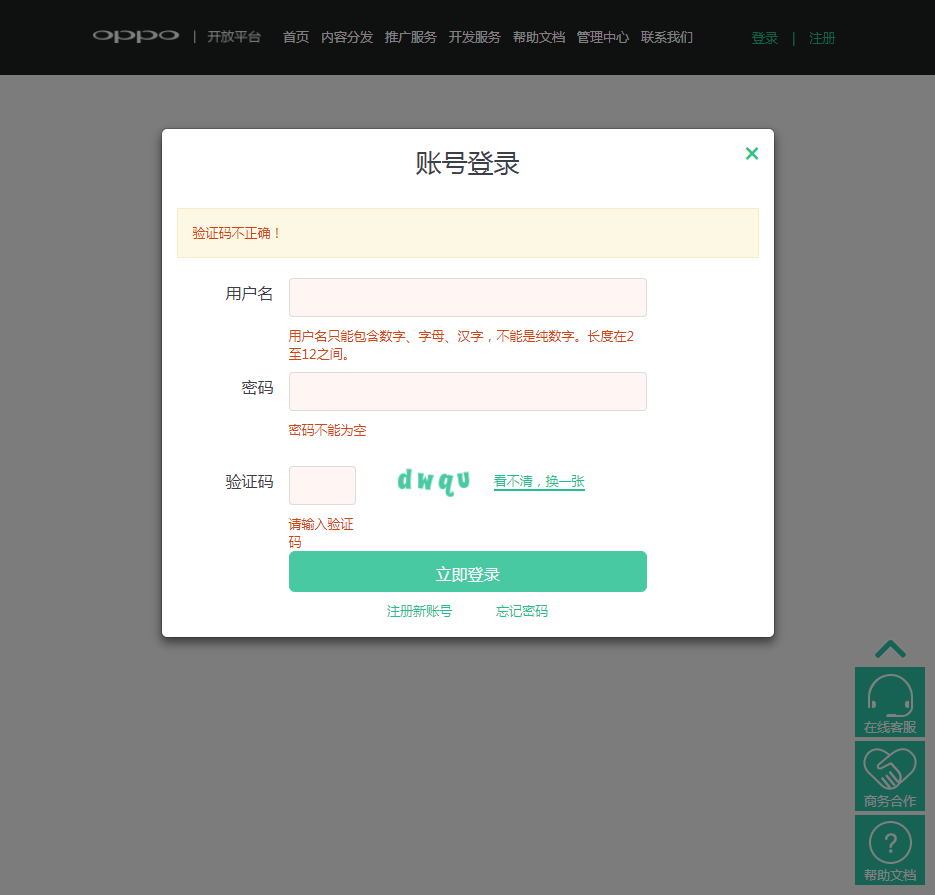 oppo | 开放平台 首页 内容分发 推广服务 开发服务 帮助文档 管理中心 联系我们 登录 | 注册
账号登录
×
验证码不正确！
用户名
用户名只能包含数字、字母、汉字，不能是纯数字。长度在2
至12之间。
密码
密码不能为空
验证码 dwqu 看不清，换一张
请输入验证
码
立即登录
注册新账号 忘记密码
在线客服
商务合作
?
帮助文档